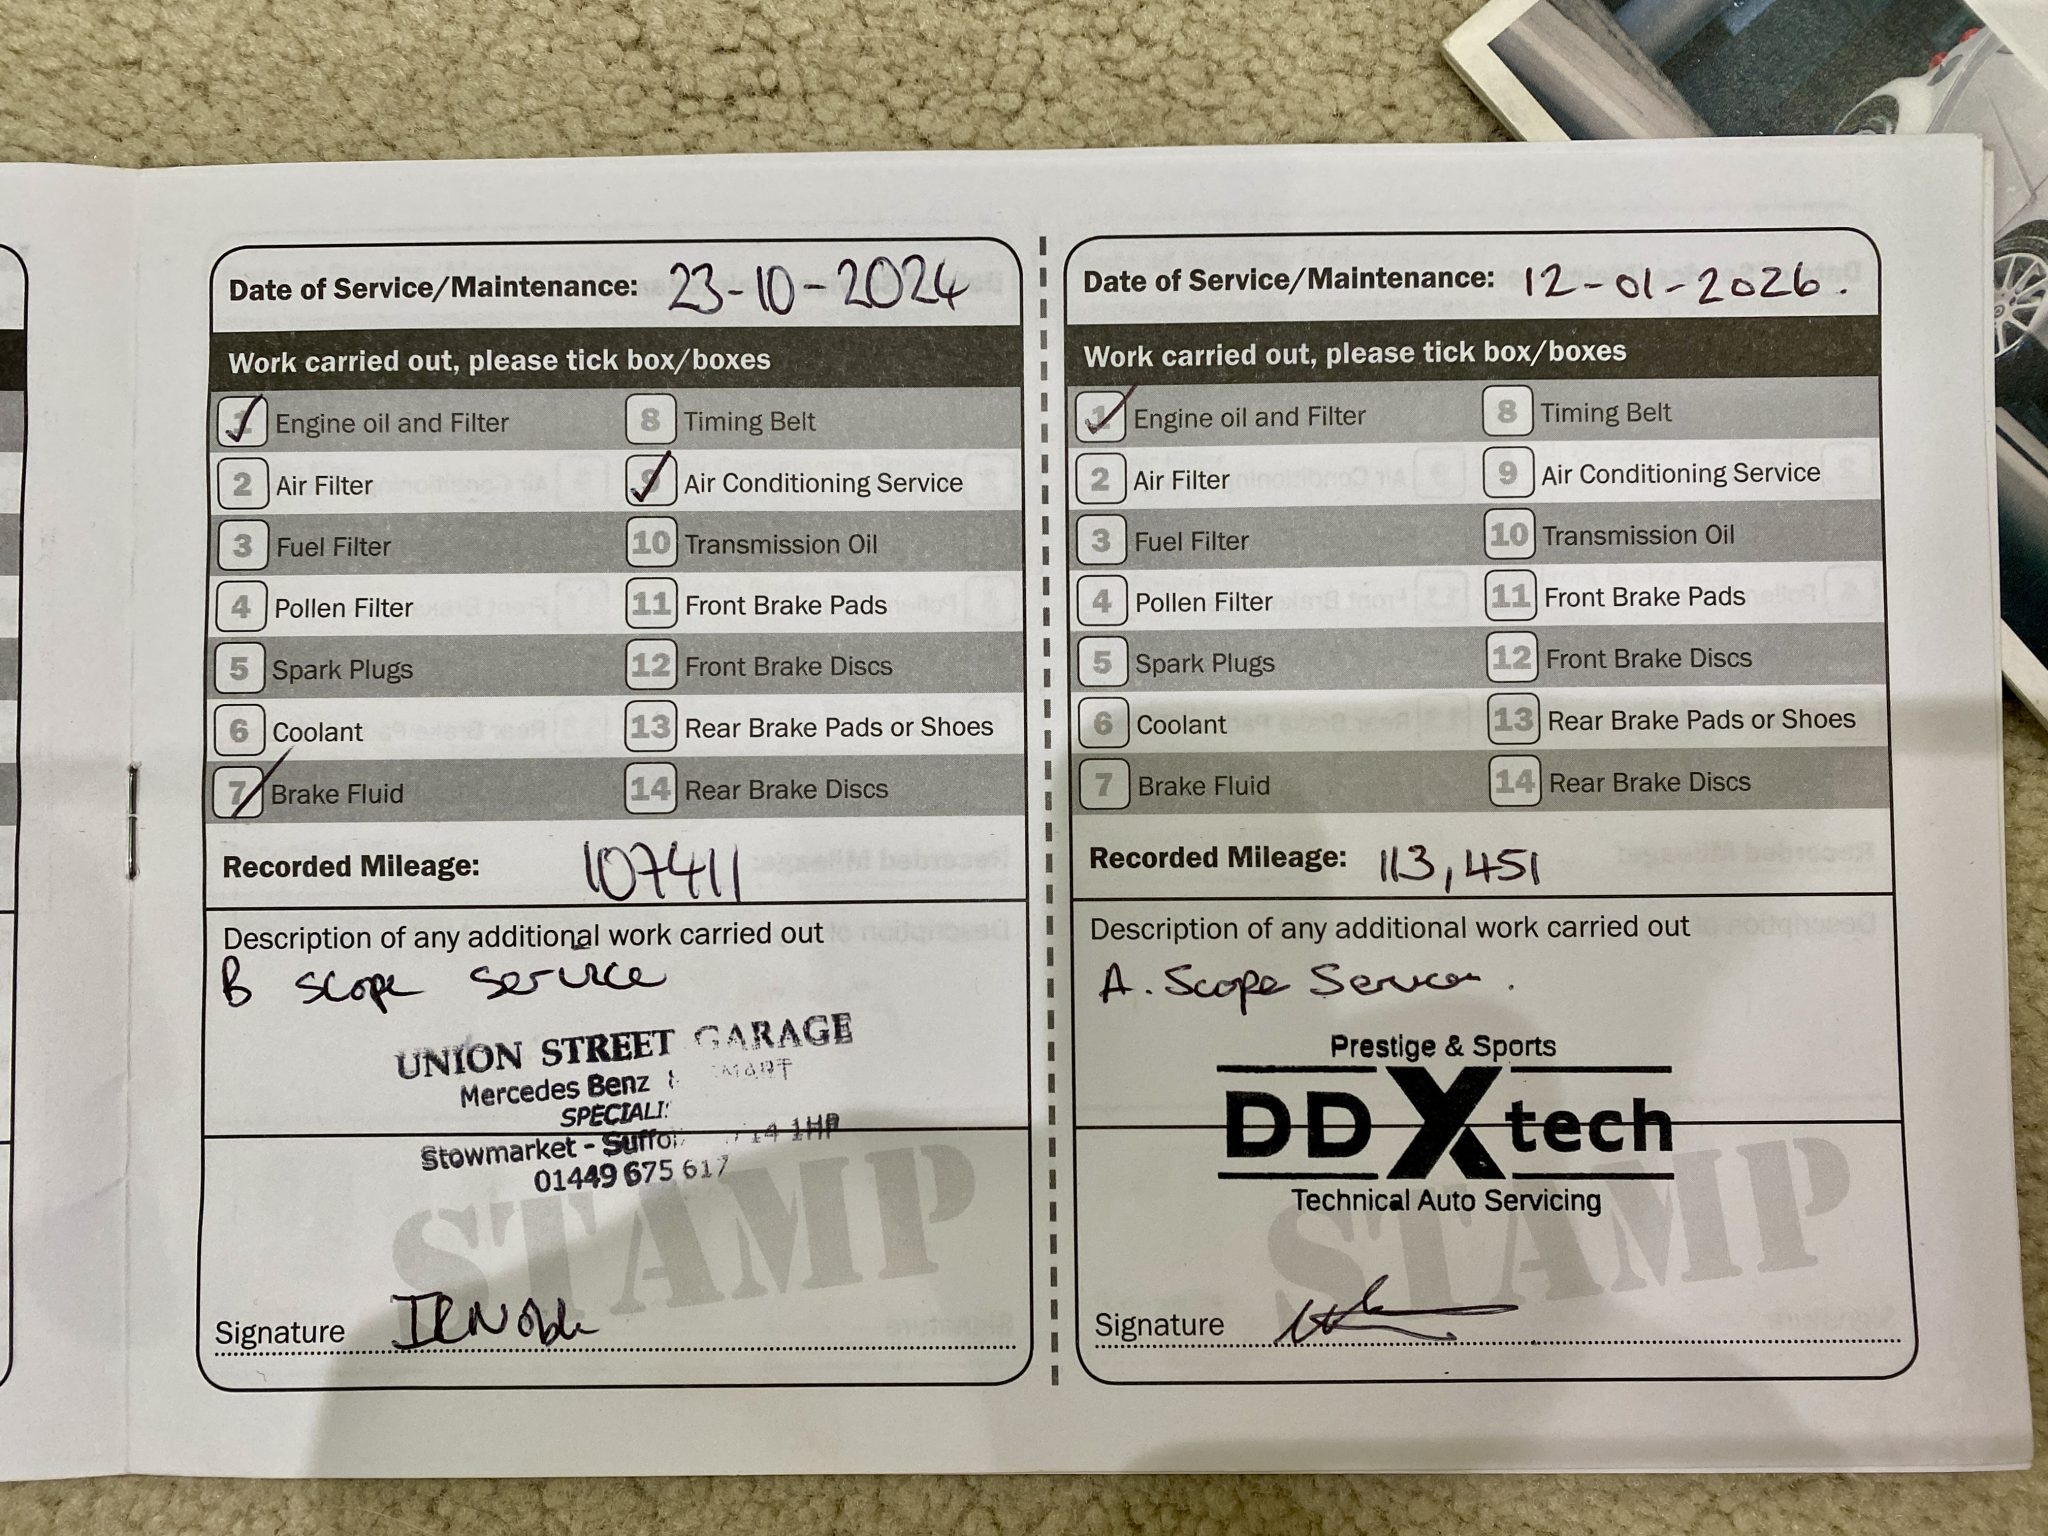 Date of Service/Maintenance: 23-10-2024
Work carried out, please tick box/boxes
1 Engine oil and Filter
8 Timing Belt
2 Air Filter
9 Air Conditioning Service
3 Fuel Filter
10 Transmission Oil
4 Pollen Filter
11 Front Brake Pads
5 Spark Plugs
12 Front Brake Discs
6 Coolant
13 Rear Brake Pads or Shoes
7 Brake Fluid
14 Rear Brake Discs
Recorded Mileage: 107411
Description of any additional work carried out
B scope service
UNION STREET GARAGE
Mercedes Benz
Stowmarket -
01449 675 617
STAMP
Signature
Date of Service/Maintenance: 12-01-2026.
Work carried out, please tick box/boxes
1 Engine oil and Filter
8 Timing Belt
2 Air Filter
9 Air Conditioning Service
3 Fuel Filter
10 Transmission Oil
4 Pollen Filter
11 Front Brake Pads
5 Spark Plugs
12 Front Brake Discs
6 Coolant
13 Rear Brake Pads or Shoes
7 Brake Fluid
14 Rear Brake Discs
Recorded Mileage: 113,451
Description of any additional work carried out
A. Scope Service.
Prestige & Sports
DDXtech
Technical Auto Servicing
STAMP
Signature